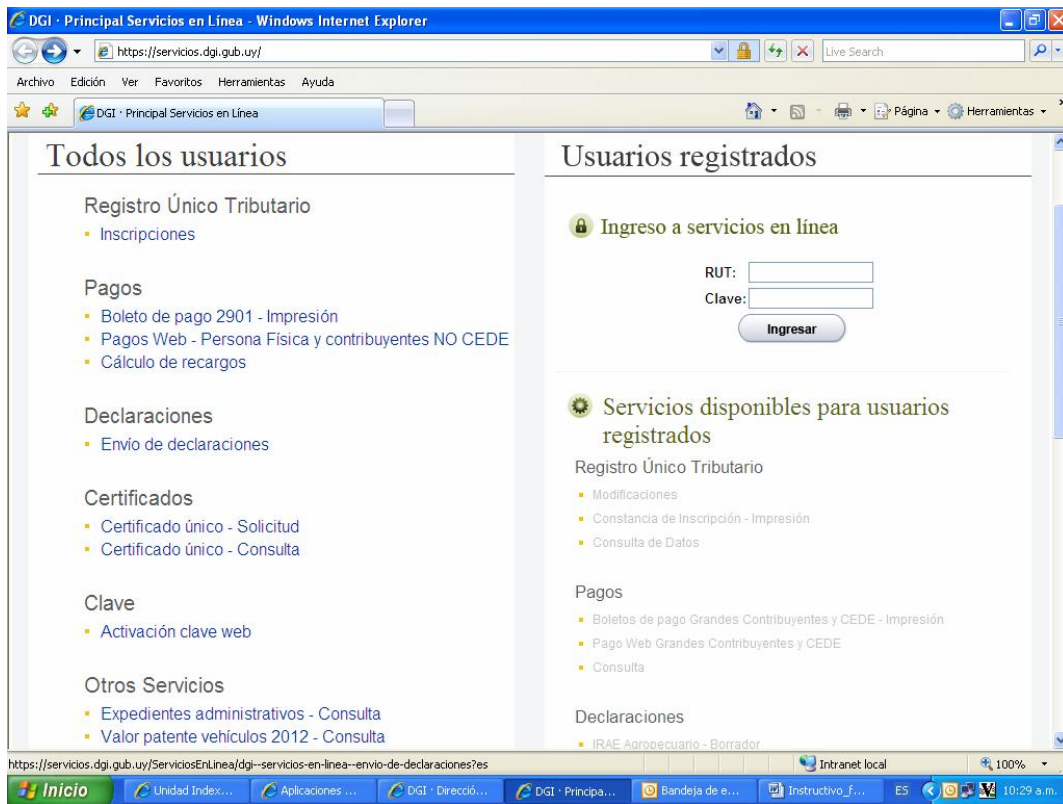 DGI · Principal Servicios en Línea - Windows Internet Explorer
https://servicios.dgi.gub.uy/
Live Search
Archivo Edición Ver Favoritos Herramientas Ayuda
DGI · Principal Servicios en Línea
Página
Herramientas
Todos los usuarios
Registro Único Tributario
Inscripciones
Pagos
Boleto de pago 2901 - Impresión
Pagos Web - Persona Física y contribuyentes NO CEDE
Cálculo de recargos
Declaraciones
Envío de declaraciones
Certificados
Certificado único - Solicitud
Certificado único - Consulta
Clave
Activación clave web
Otros Servicios
Expedientes administrativos - Consulta
Valor patente vehículos 2012 - Consulta
Usuarios registrados
Ingreso a servicios en línea
RUT:
Clave:
Ingresar
Servicios disponibles para usuarios
registrados
Registro Único Tributario
Modificaciones
Constancia de Inscripción - Impresión
Consulta de Datos
Pagos
Boletos de pago Grandes Contribuyentes y CEDE - Impresión
Pago Web Grandes Contribuyentes y CEDE
Consulta
Declaraciones
IRAE Agropecuario - Borrador
https://servicios.dgi.gub.uy/ServiciosEnLinea/dgi--servicios-en-linea--envio-de-declaraciones?es
Intranet local
100%
Inicio
Unidad Index...
Aplicaciones ...
DGI · Direcció...
DGI · Principa...
Bandeja de e...
Instructivo_f...
ES
10:29 a.m.